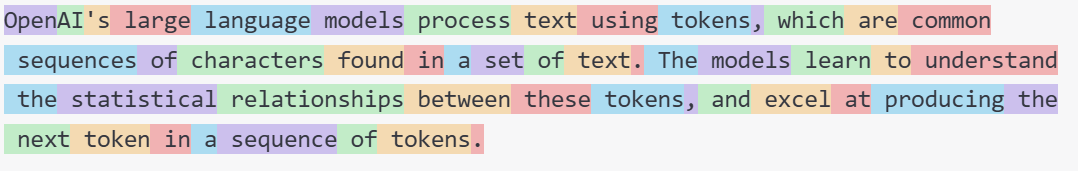 OpenAI's large language models process text using tokens, which are common
sequences of characters found in a set of text. The models learn to understand
the statistical relationships between these tokens, and excel at producing the
next token in a sequence of tokens.